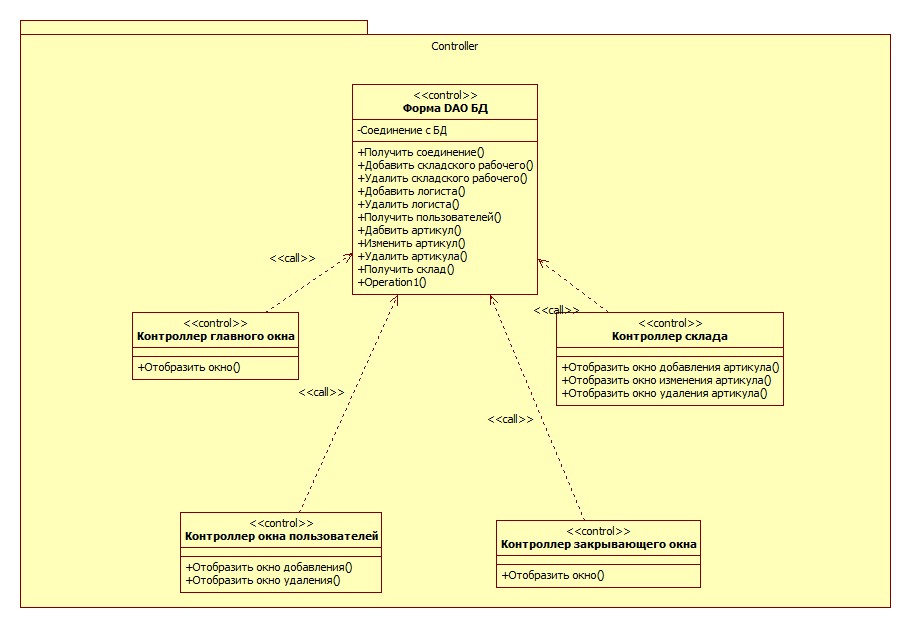 Controller
<<control>>
Форма DAO БД
-Соединение с БД
+Получить соединение()
+Добавить складского рабочего()
+Удалить складского рабочего()
+Добавить логиста()
+Удалить логиста()
+Получить пользователей()
+Дабвить артикул()
+Изменить артикул()
+Удалить артикула()
+Получить склад()
+Operation1()
<<call>>
<<call>>
<<control>>
Контроллер главного окна
+Отобразить окно()
<<control>>
Контроллер склада
+Отобразить окно добавления артикула()
+Отобразить окно изменения артикула()
+Отобразить окно удаления артикула()
<<call>>
<<call>>
<<control>>
Контроллер окна пользователей
+Отобразить окно добавления()
+Отобразить окно удаления()
<<control>>
Контроллер закрывающего окна
+Отобразить окно()